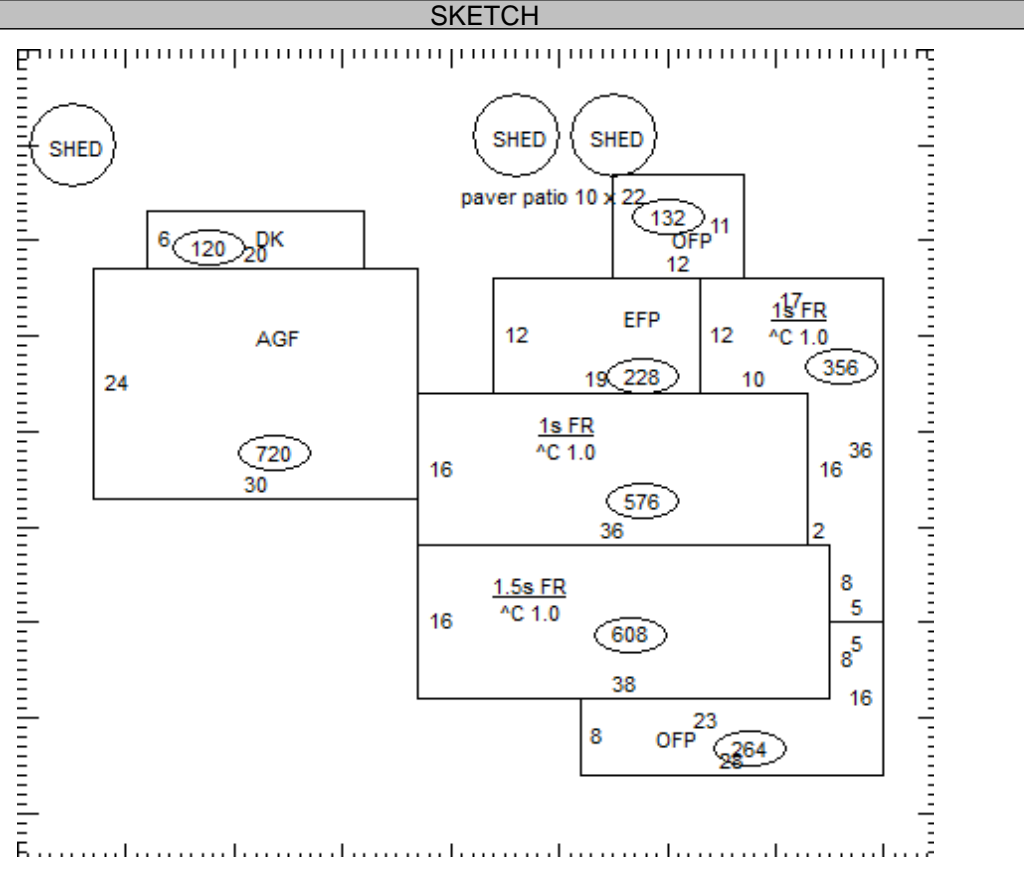 SKETCH
SHED
SHED
SHED
paver patio 10 x 22
132
11
OFP
12
6
120
DK
20
17
1s FR
^C 1.0
EFP
12
12
AGF
356
24
19
228
10
1s FR
^C 1.0
36
720
16
16
30
576
36
2
1.5s FR
^C 1.0
8
5
16
608
5
8
38
16
23
8
OFP
264
28